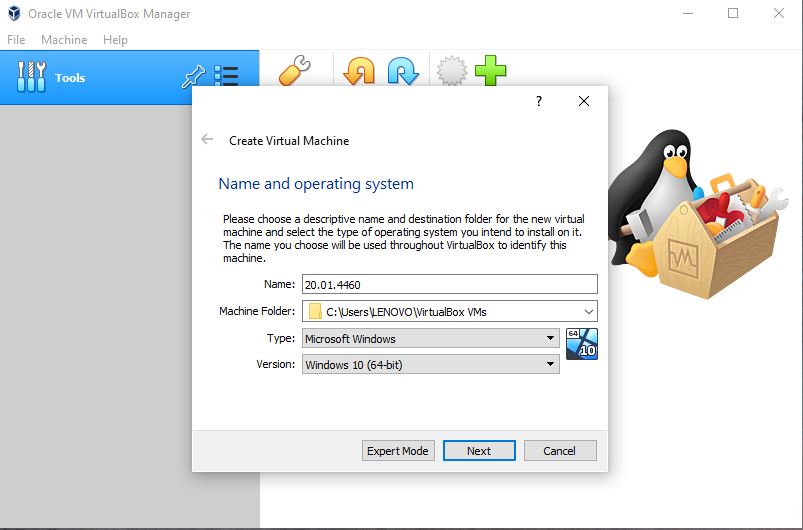 Oracle VM VirtualBox Manager
File Machine Help
Tools
?
Create Virtual Machine
Name and operating system
Please choose a descriptive name and destination folder for the new virtual
machine and select the type of operating system you intend to install on it.
The name you choose will be used throughout VirtualBox to identify this
machine.
Name: 20.01.4460
Machine Folder: C:\Users\LENOVO\VirtualBox VMs
Type: Microsoft Windows
Version: Windows 10 (64-bit)
64
10
Expert Mode Next Cancel
VM